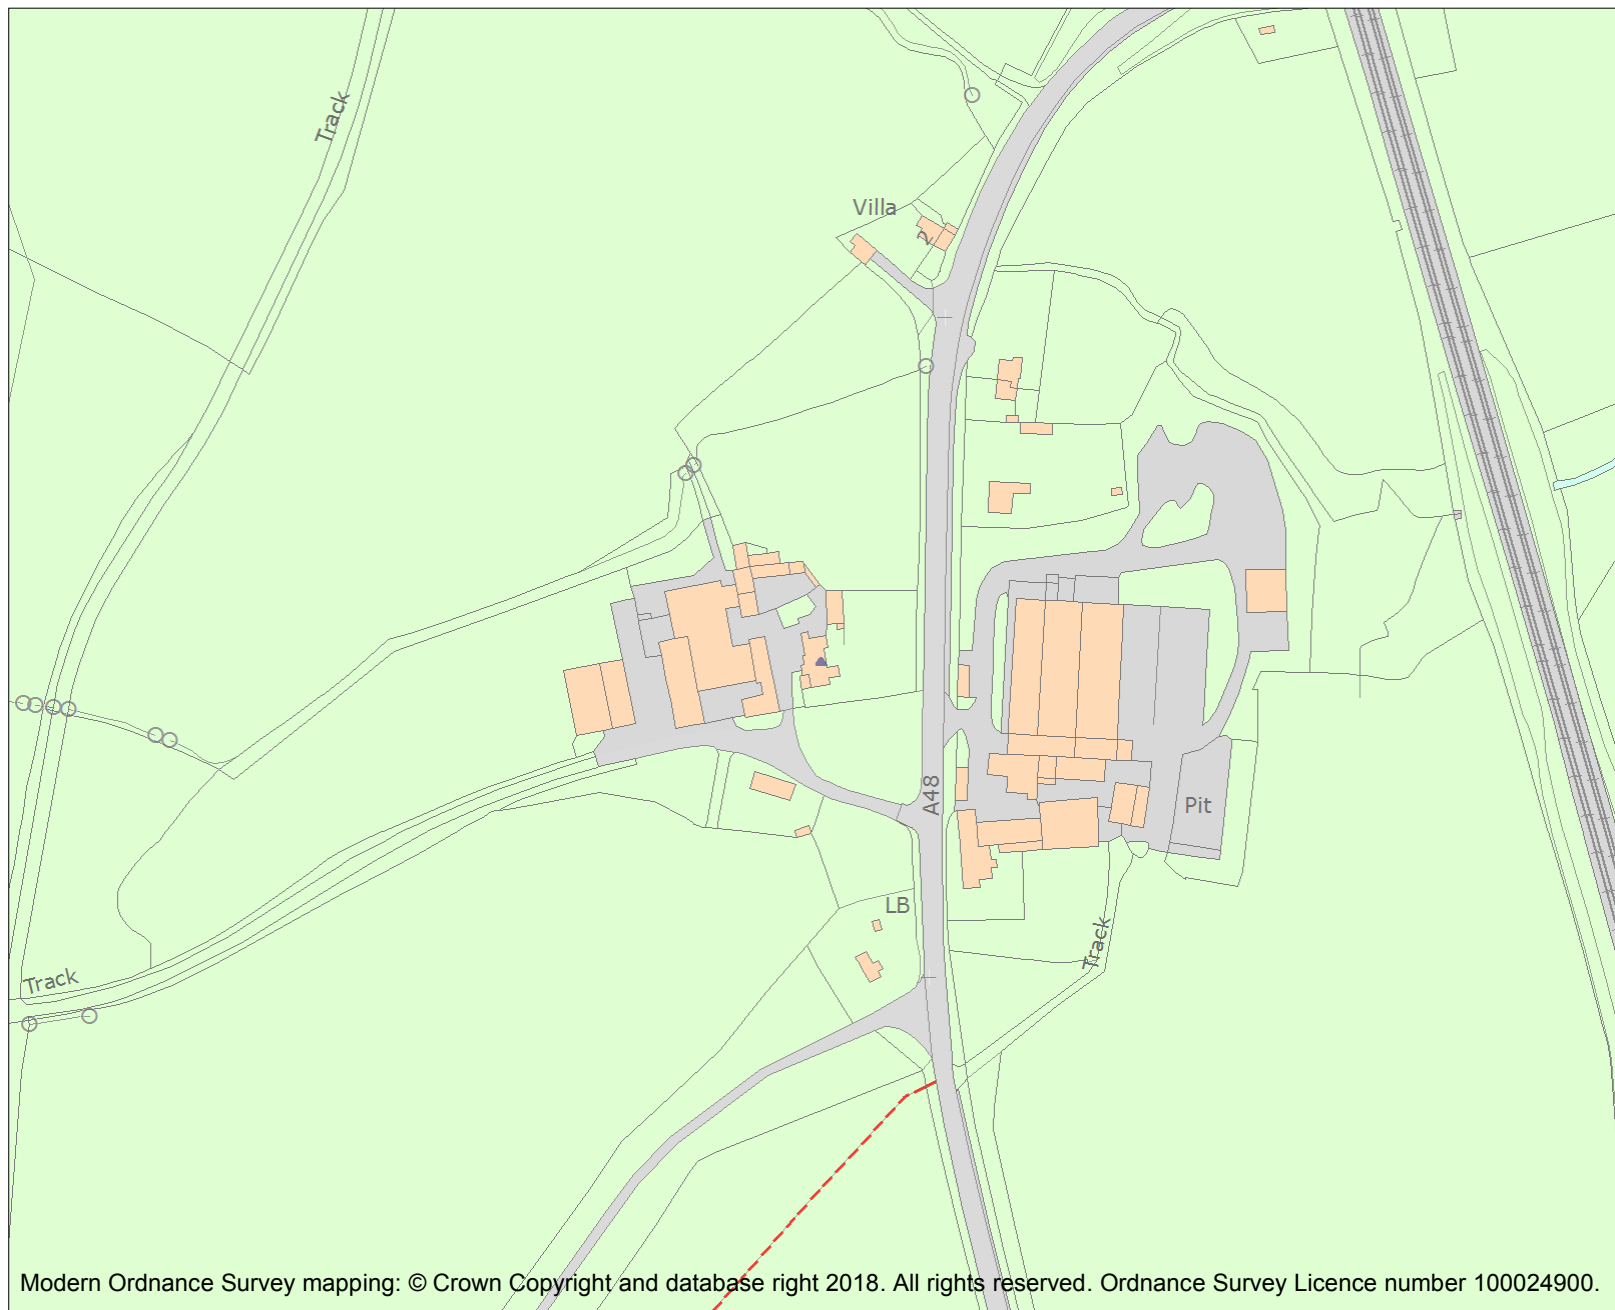 Track
Villa
2
A48
Pit
LB
Track
Track
Modern Ordnance Survey mapping: © Crown Copyright and database right 2018. All rights reserved. Ordnance Survey Licence number 100024900.